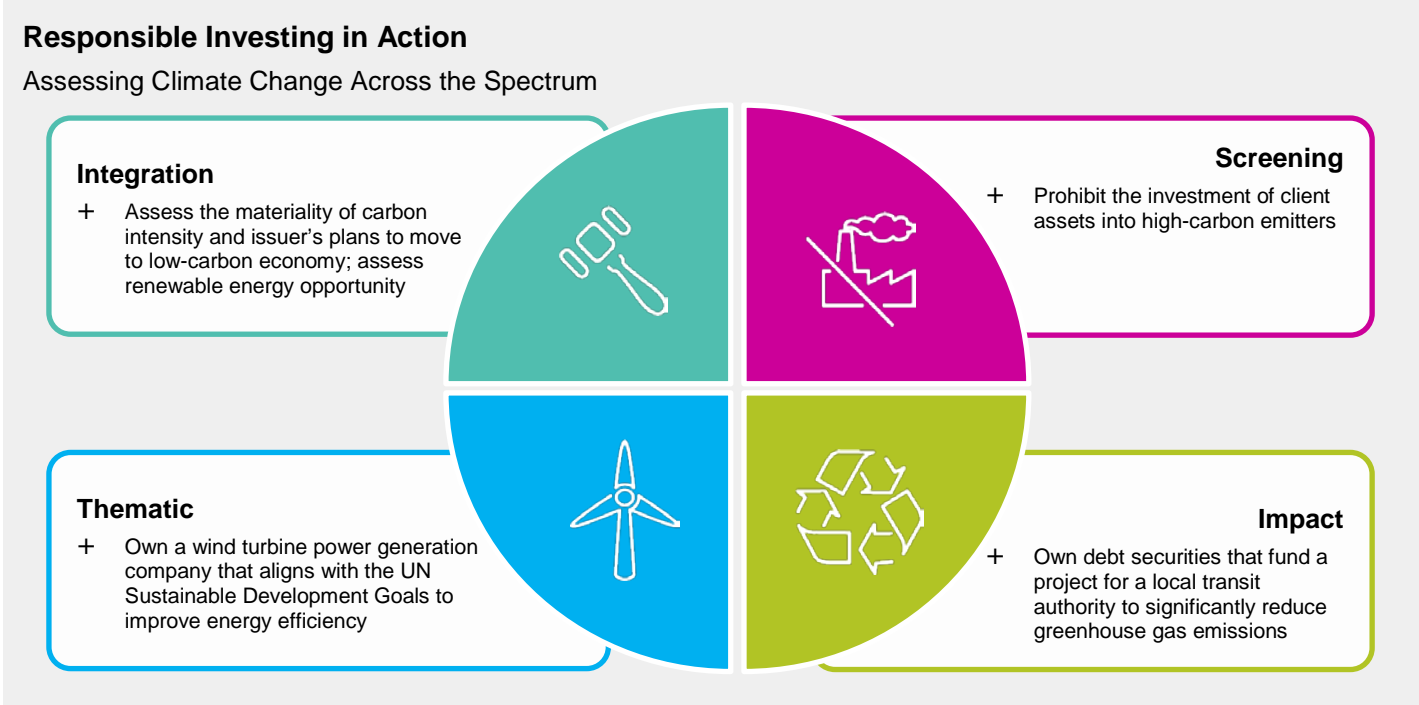 Responsible Investing in Action
Assessing Climate Change Across the Spectrum
Integration
+ Assess the materiality of carbon
intensity and issuer's plans to move
to low-carbon economy; assess
renewable energy opportunity
Screening
+ Prohibit the investment of client
assets into high-carbon emitters
Thematic
+ Own a wind turbine power generation
company that aligns with the UN
Sustainable Development Goals to
improve energy efficiency
Impact
+ Own debt securities that fund a
project for a local transit
authority to significantly reduce
greenhouse gas emissions